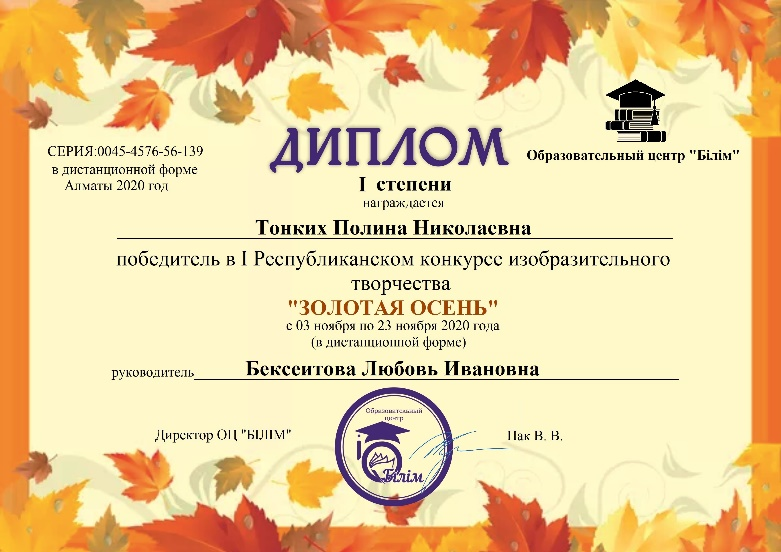 СЕРИЯ:0045-4576-56-139
в дистанционной форме
Алматы 2020 год
ДИПЛОМ
Образовательный центр "Білім"
I степени
награждается
Тонких Полина Николаевна
победитель в I Республиканском конкурсе изобразительного
творчества
"ЗОЛОТАЯ ОСЕНЬ"
с 03 ноября по 23 ноября 2020 года
(в дистанционной форме)
руководитель Бексеитова Любовь Ивановна
Директор ОЦ "БІЛІМ"
Образовательный
центр
Білім
Пак В. В.